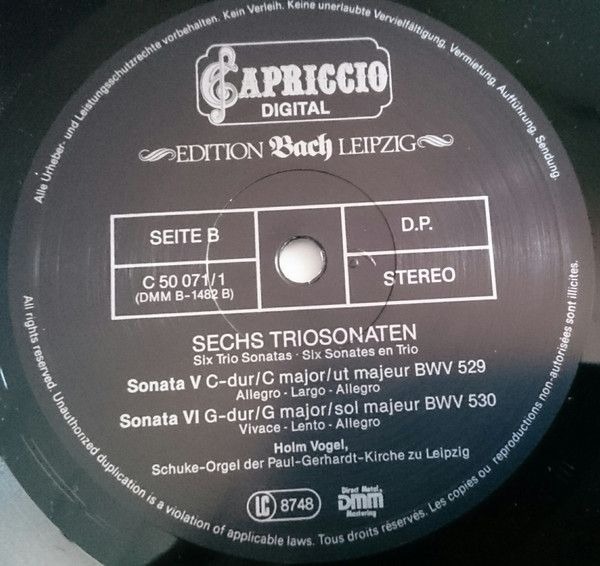 Alle Urheber- und Leistungsschutzrechte vorbehalten. Kein Verleih. Keine unerlaubte Vervielfältigung, Vermietung, Aufführung, Sendung.
CAPRICCIO
DIGITAL
EDITION Bach LEIPZIG
SEITE B
D.P.
C 50 071/1
(DMM B-1482 B)
STEREO
SECHS TRIOSONATEN
Six Trio Sonatas · Six Sonates en Trio
Sonata V C-dur/C major/ut majeur BWV 529
Allegro - Largo - Allegro
Sonata VI G-dur/G major/sol majeur BWV 530
Vivace - Lento - Allegro
Holm Vogel,
Schuke-Orgel der Paul-Gerhardt-Kirche zu Leipzig
LC 8748
Direct Metal
DMM
Mastering
All rights reserved. Unauthorized duplication is a violation of applicable laws. Tous droits réservés. Les copies ou reproductions non-autorisées sont illicites.